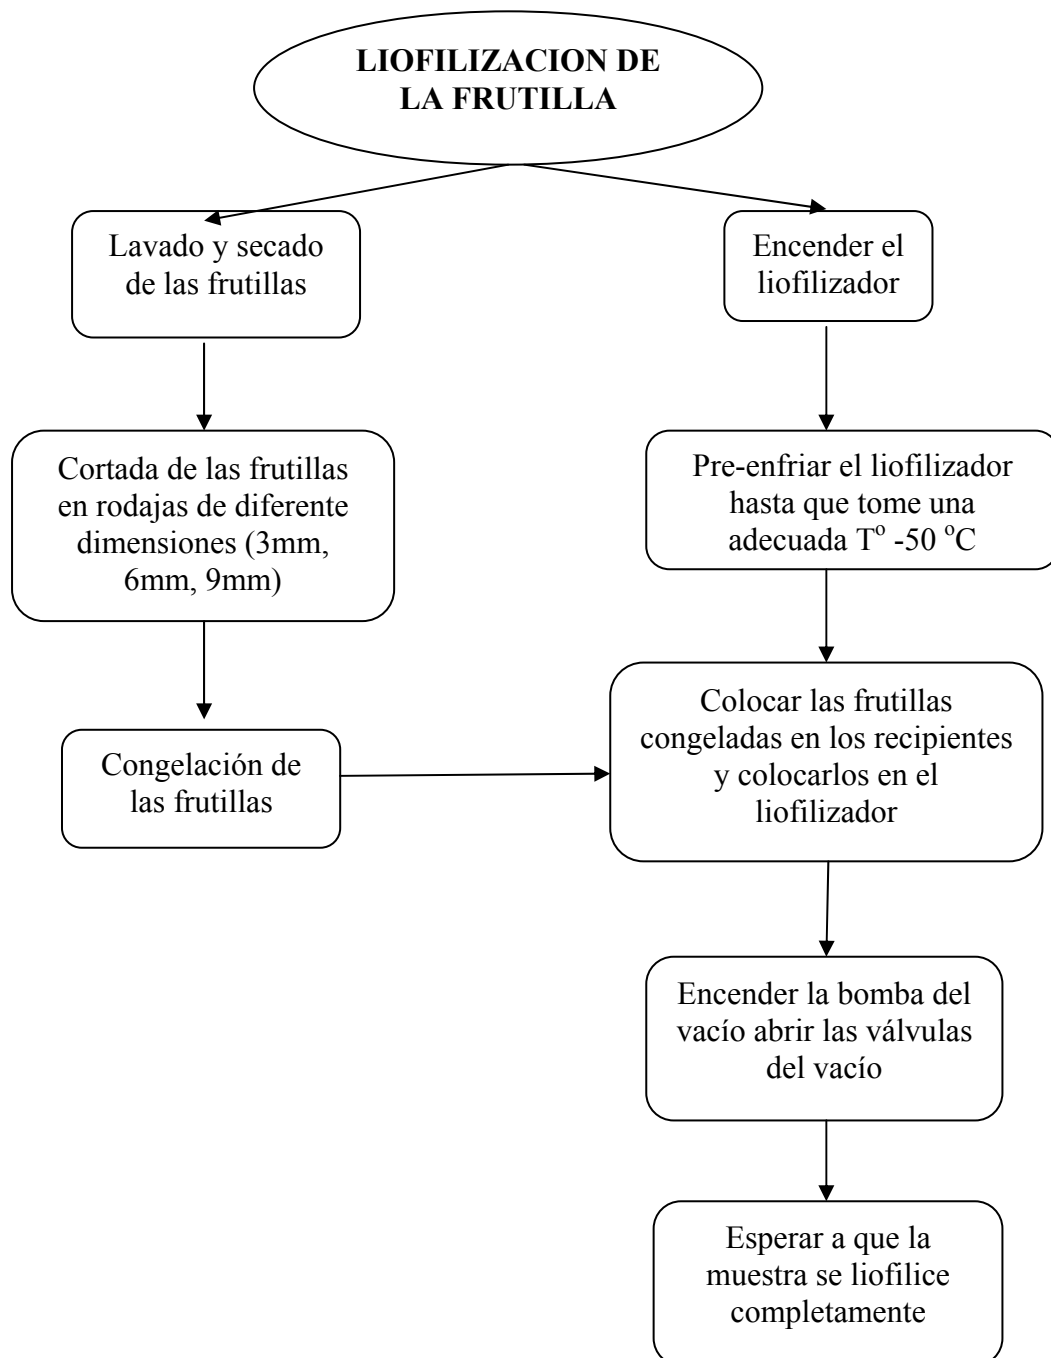 LIOFILIZACION DE
LA FRUTILLA
Lavado y secado
de las frutillas
Encender el
liofilizador
Cortada de las frutillas
en rodajas de diferente
dimensiones (3mm,
6mm, 9mm)
Pre-enfriar el liofilizador
hasta que tome una
adecuada Tº -50 ºC
Congelación de
las frutillas
Colocar las frutillas
congeladas en los recipientes
y colocarlos en el
liofilizador
Encender la bomba del
vacío abrir las válvulas
del vacío
Esperar a que la
muestra se liofilice
completamente